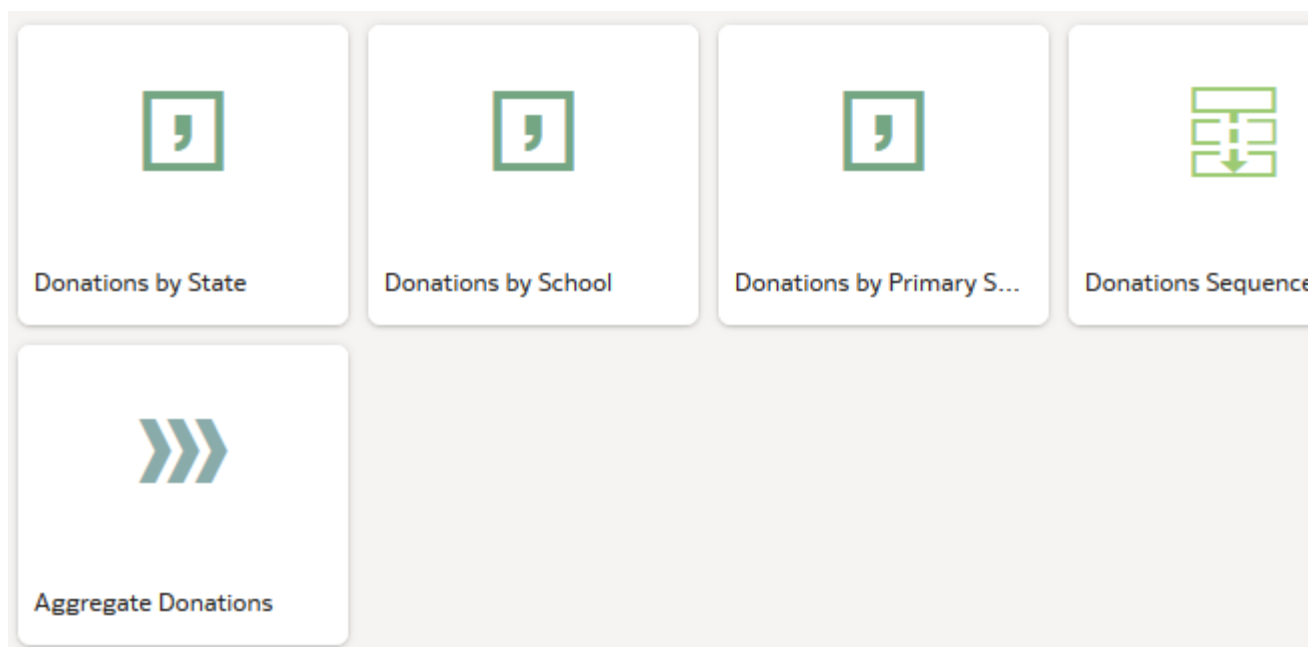 Donations by State
Donations by School
Donations by Primary S...
Donations Sequence
Aggregate Donations